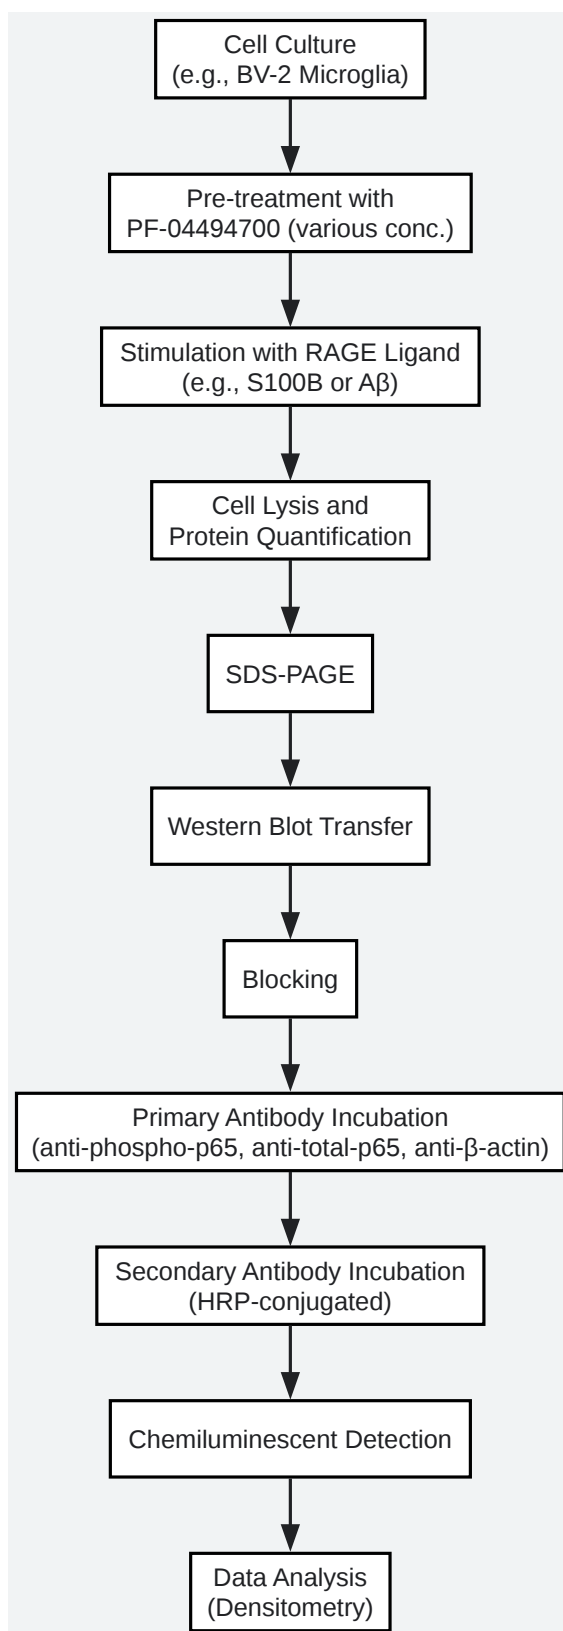 Cell Culture
(e.g., BV-2 Microglia)
Pre-treatment with
PF-04494700 (various conc.)
Stimulation with RAGE Ligand
(e.g., S100B or Aβ)
Cell Lysis and
Protein Quantification
SDS-PAGE
Western Blot Transfer
Blocking
Primary Antibody Incubation
(anti-phospho-p65, anti-total-p65, anti-β-actin)
Secondary Antibody Incubation
(HRP-conjugated)
Chemiluminescent Detection
Data Analysis
(Densitometry)